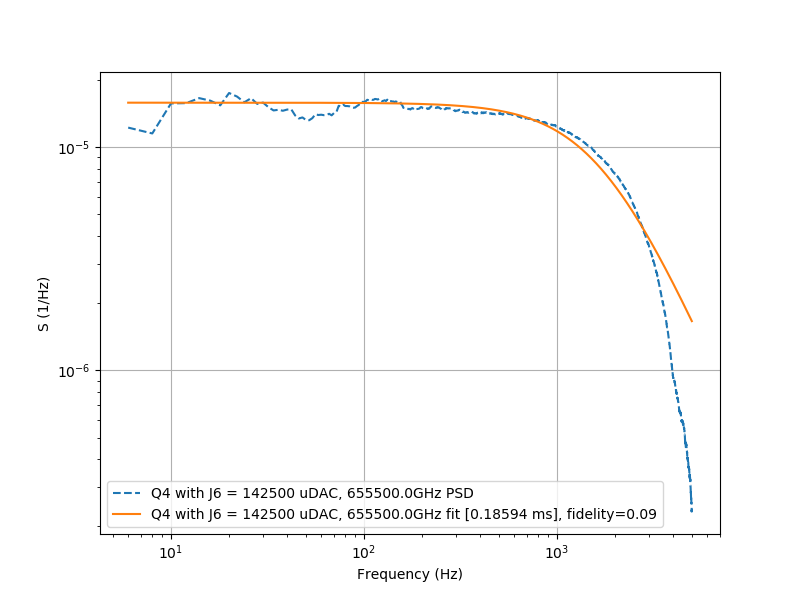 10⁻⁵
10⁻⁶
S (1/Hz)
Q4 with J6 = 142500 uDAC, 655500.0GHz PSD
Q4 with J6 = 142500 uDAC, 655500.0GHz fit [0.18594 ms], fidelity=0.09
10¹
10²
10³
Frequency (Hz)